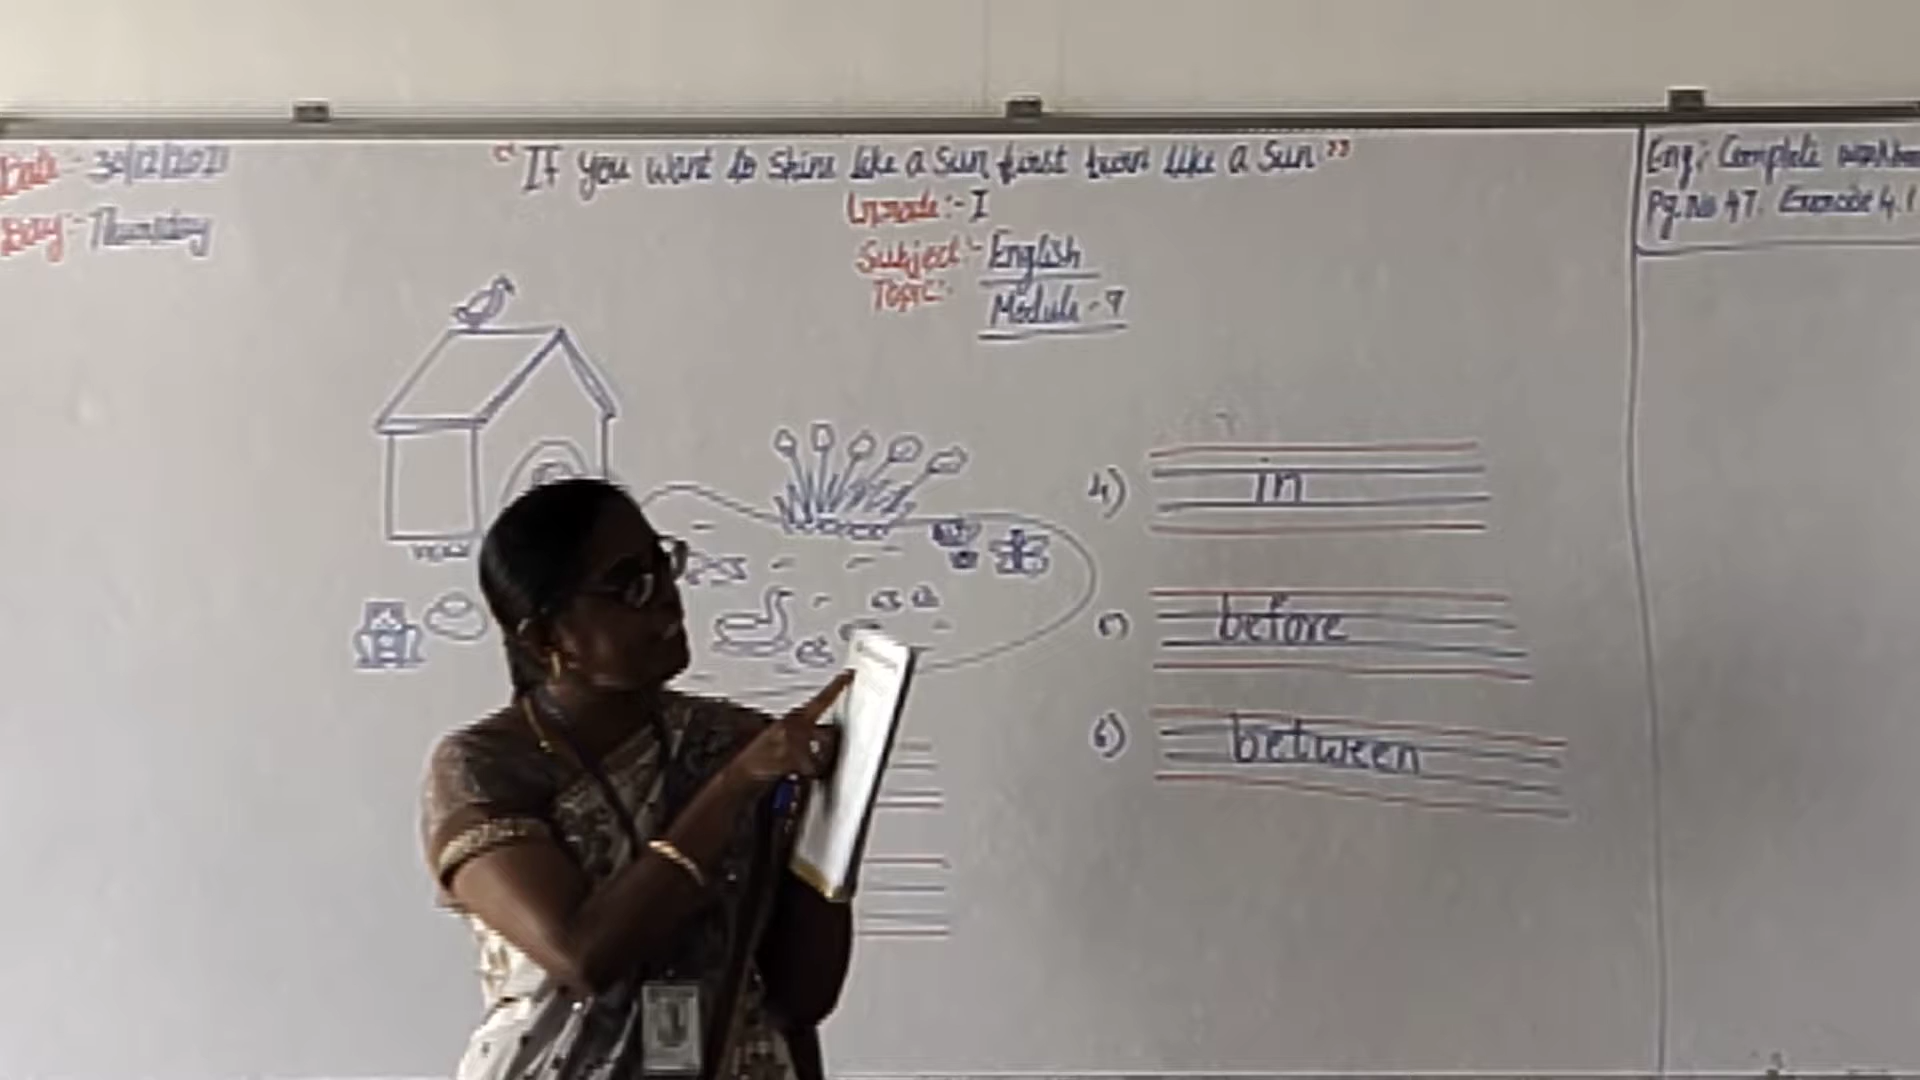 Date:- 30/12/2021
Day:- Thursday
" If you want to shine like a Sun first burn like a Sun "
Grade:- I
Subject:- English
Topic:- Module - 7
Eng: Complete
Pg. no 47. Exercise 4.1
4) in
5) before
6) between